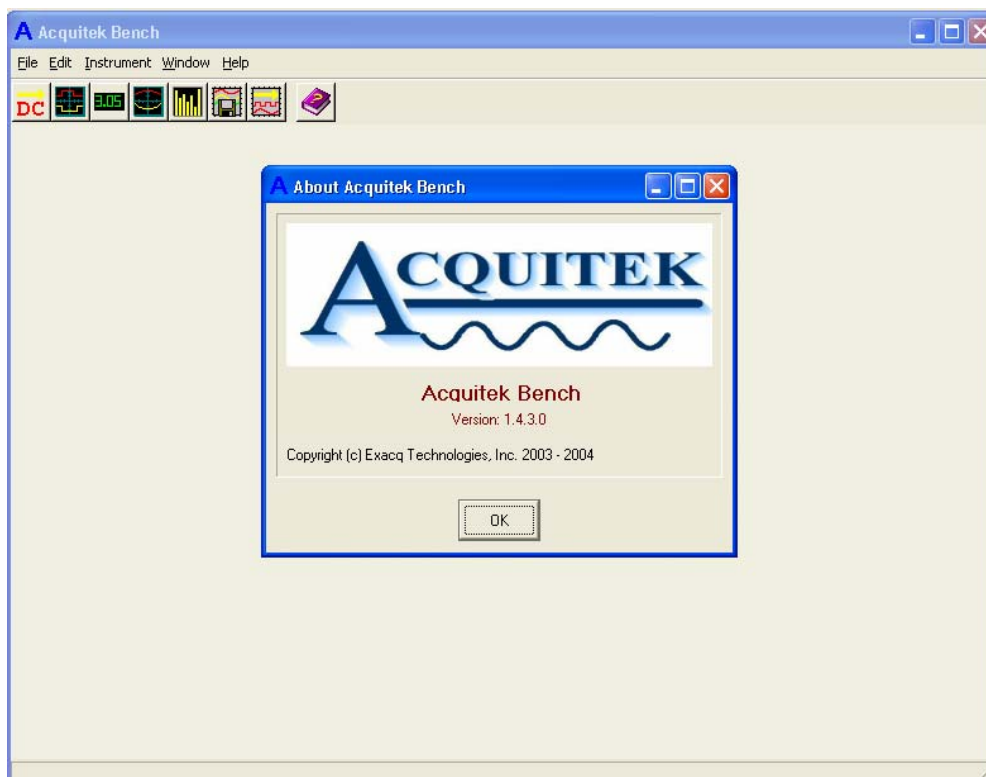 Acquitek Bench
File Edit Instrument Window Help
DC 3.05 ?
About Acquitek Bench
ACQUITEK
Acquitek Bench
Version: 1.4.3.0
Copyright (c) Exacq Technologies, Inc. 2003 - 2004
OK